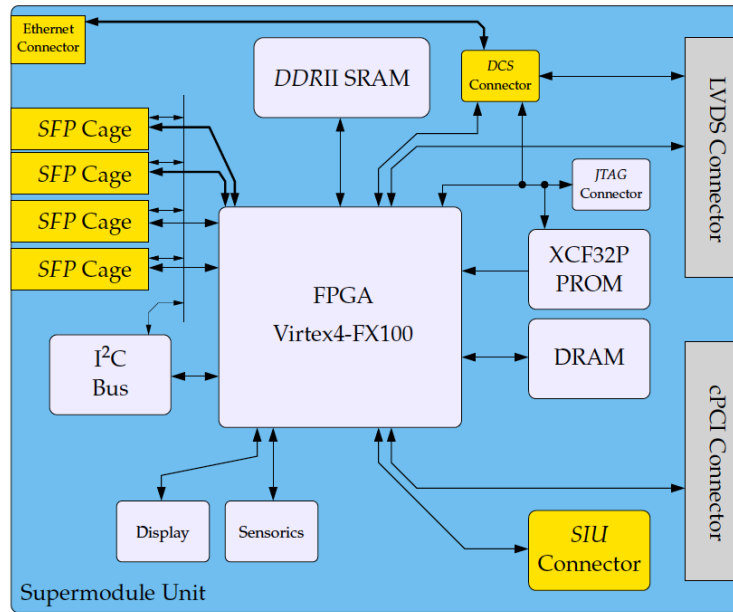 Ethernet
Connector
DDRII SRAM
DCS
Connector
LVDS Connector
SFP Cage
SFP Cage
SFP Cage
SFP Cage
JTAG
Connector
XCF32P
PROM
FPGA
Virtex4-FX100
I²C
Bus
DRAM
cPCI Connector
Display
Sensorics
SIU
Connector
Supermodule Unit